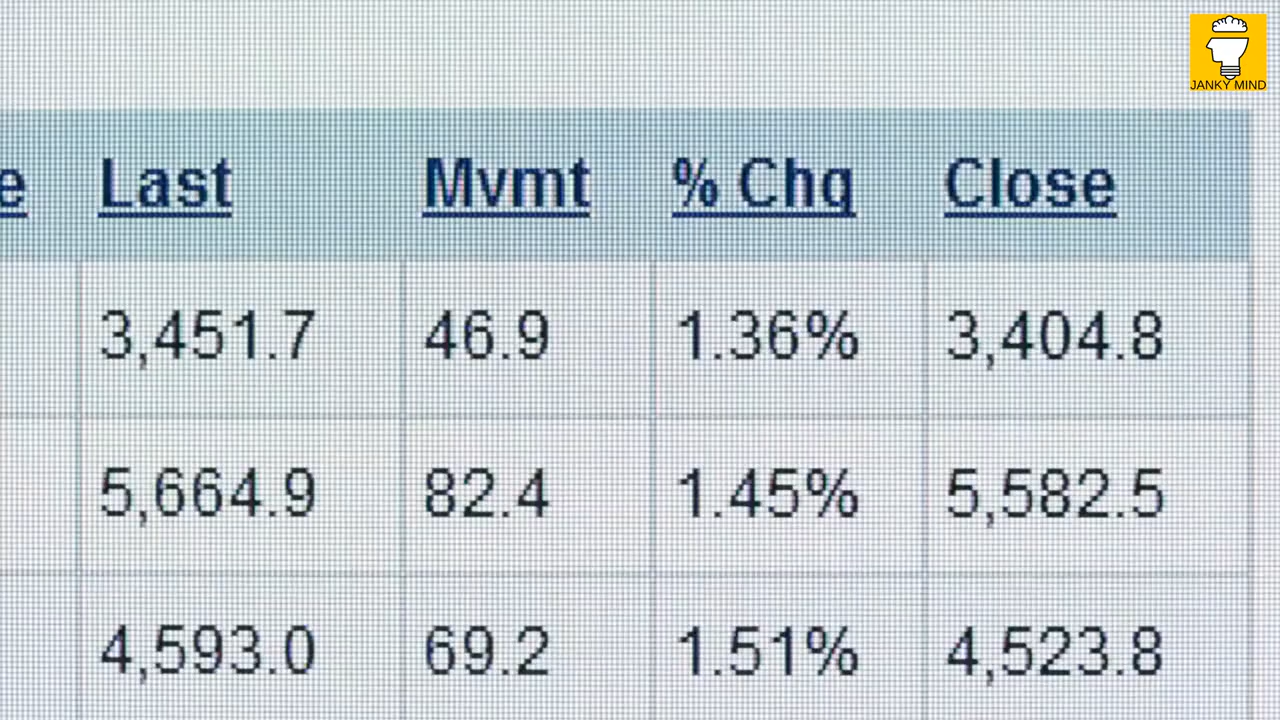 JANKY MIND
e Last Mvmt % Chg Close
3,451.7 46.9 1.36% 3,404.8
5,664.9 82.4 1.45% 5,582.5
4,593.0 69.2 1.51% 4,523.8